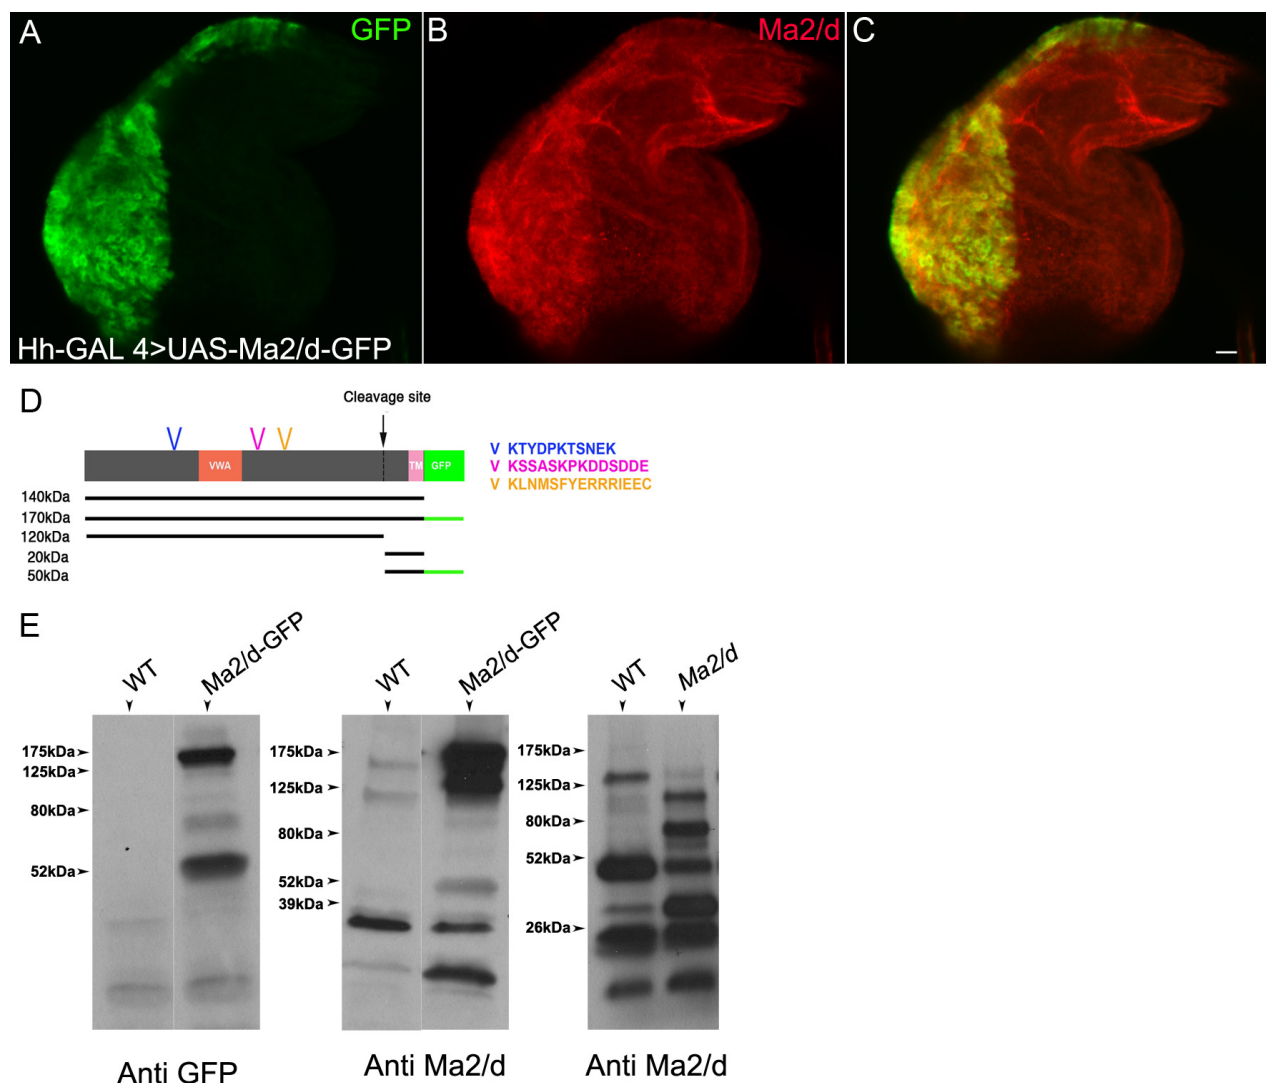 A GFP
B Ma2/d
C
Hh-GAL 4>UAS-Ma2/d-GFP
D
Cleavage site
V V V
VWA TM GFP
V KTYDPKTSNEK
V KSSASKPKDDSDDE
V KLNMSFYERRRIEEC
140kDa
170kDa
120kDa
20kDa
50kDa
E
WT Ma2/d-GFP
175kDa
125kDa
80kDa
52kDa
Anti GFP
WT Ma2/d-GFP
175kDa
125kDa
80kDa
52kDa
39kDa
Anti Ma2/d
WT Ma2/d
175kDa
125kDa
80kDa
52kDa
26kDa
Anti Ma2/d